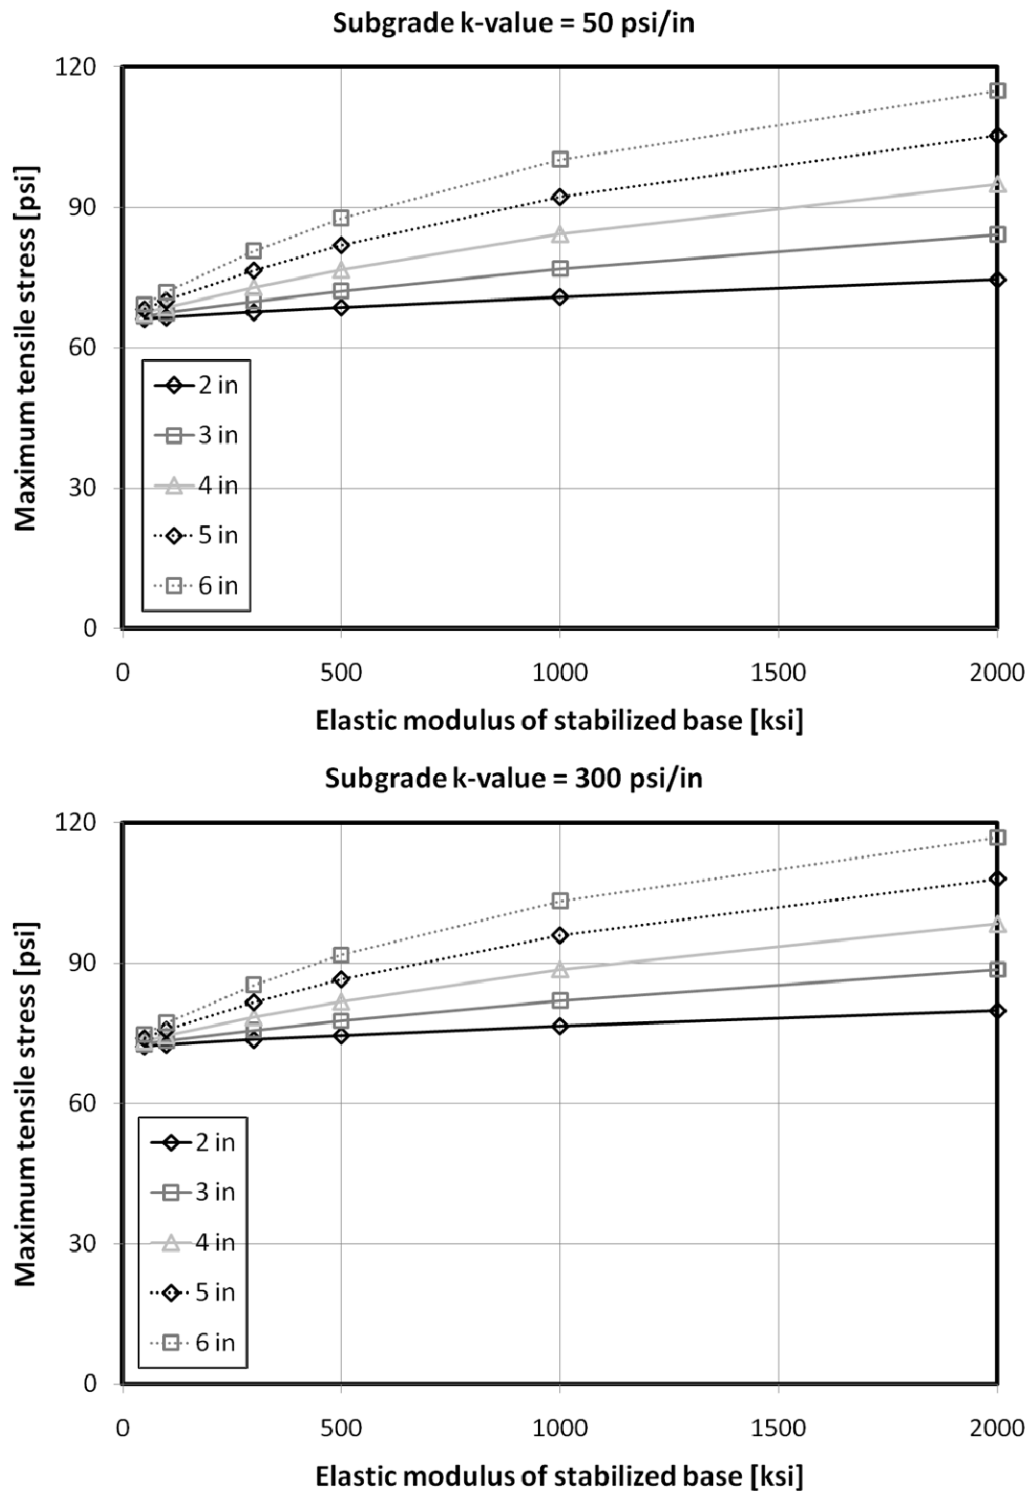 Subgrade k-value = 50 psi/in
120
90
60
30
0
Maximum tensile stress [psi]
2 in
3 in
4 in
5 in
6 in
0 500 1000 1500 2000
Elastic modulus of stabilized base [ksi]
Subgrade k-value = 300 psi/in
120
90
60
30
0
Maximum tensile stress [psi]
2 in
3 in
4 in
5 in
6 in
0 500 1000 1500 2000
Elastic modulus of stabilized base [ksi]